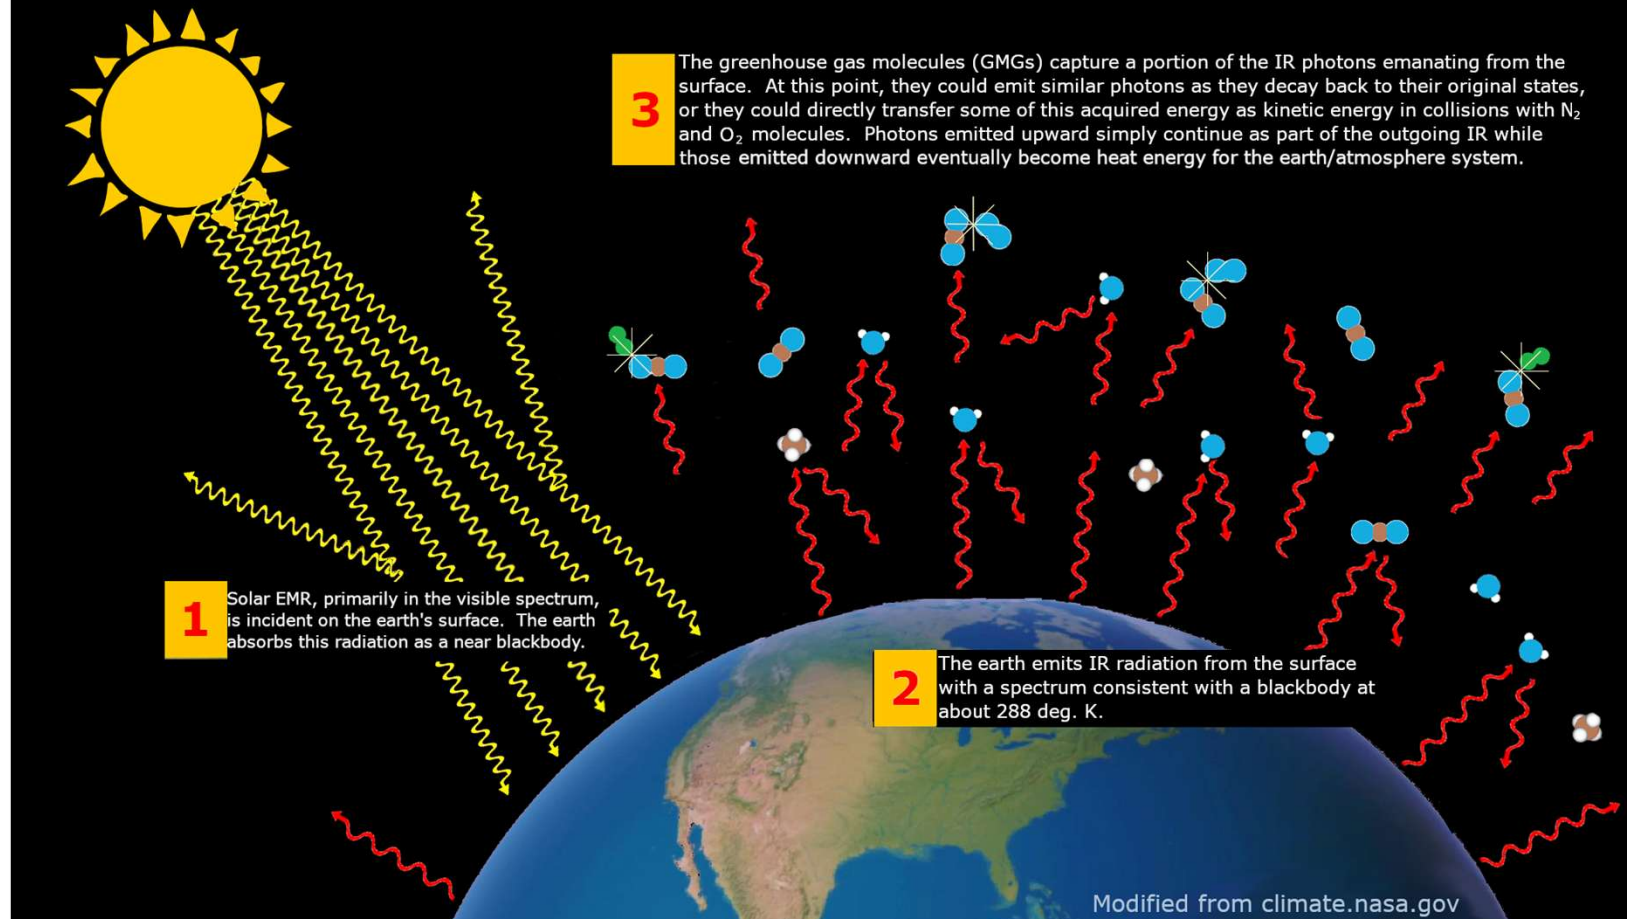 3
The greenhouse gas molecules (GMGs) capture a portion of the IR photons emanating from the
surface.  At this point, they could emit similar photons as they decay back to their original states,
or they could directly transfer some of this acquired energy as kinetic energy in collisions with N₂
and O₂ molecules.  Photons emitted upward simply continue as part of the outgoing IR while
those emitted downward eventually become heat energy for the earth/atmosphere system.
1
Solar EMR, primarily in the visible spectrum,
is incident on the earth's surface.  The earth
absorbs this radiation as a near blackbody.
2
The earth emits IR radiation from the surface
with a spectrum consistent with a blackbody at
about 288 deg. K.
Modified from climate.nasa.gov